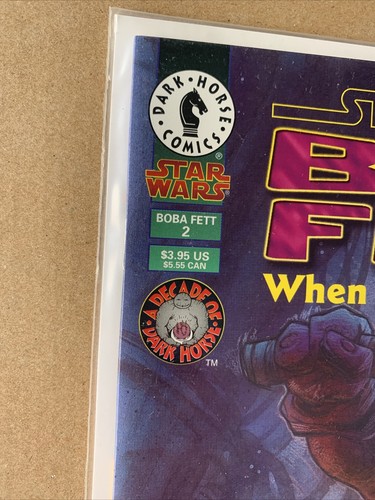 DARK • HORSE
COMICS
®
STAR
WARS
BOBA FETT
2
$3.95 US
$5.55 CAN
• A DECADE OF •
DARK HORSE
TM
When